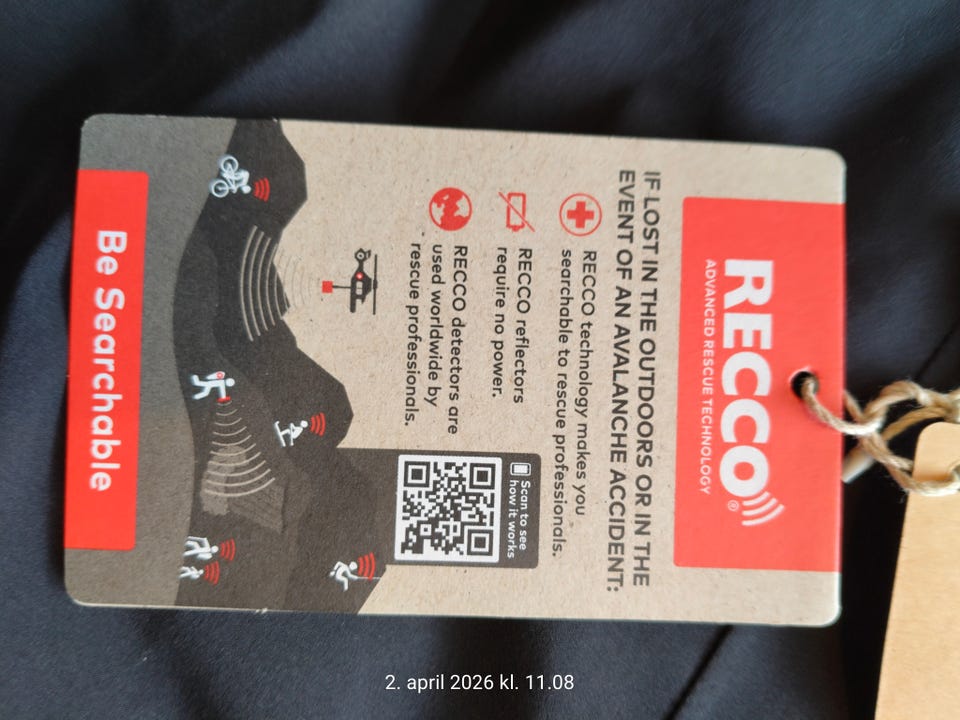 RECCO®
ADVANCED RESCUE TECHNOLOGY
IF LOST IN THE OUTDOORS OR IN THE
EVENT OF AN AVALANCHE ACCIDENT:
RECCO technology makes you
searchable to rescue professionals.
RECCO reflectors
require no power.
RECCO detectors are
used worldwide by
rescue professionals.
Scan to see
how it works
Be Searchable
2. april 2026 kl. 11.08